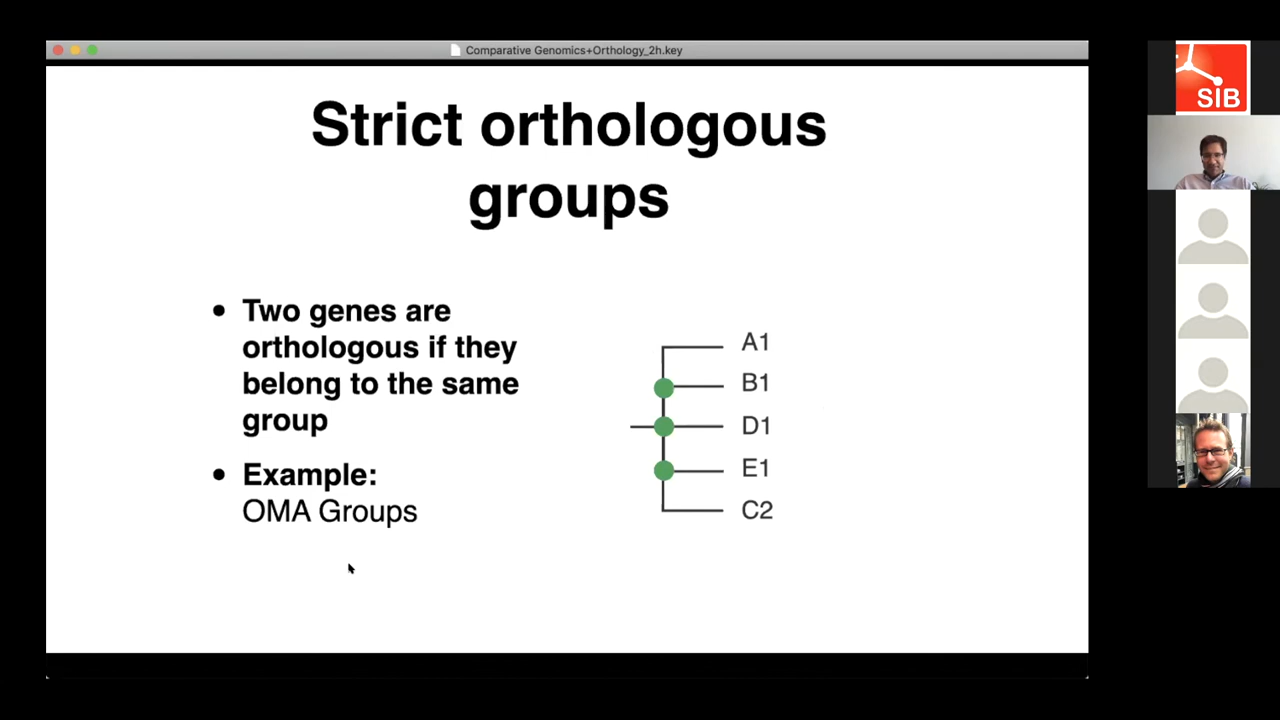 Comparative Genomics+Orthology_2h.key
Strict orthologous
groups
• Two genes are
orthologous if they
belong to the same
group
• Example:
OMA Groups
A1
B1
D1
E1
C2
SIB